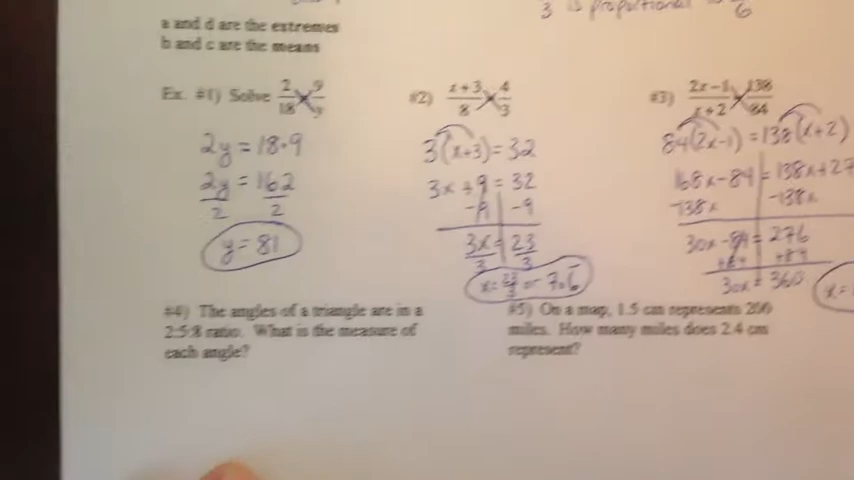 3 is proportional 6
a and d are the extremes
b and c are the means
Ex. #1) Solve 2/18 9/y
2y = 18·9
2y = 162
2 2
y = 81
#2) x+3/8 4/3
3(x+3) = 32
3x + 9 = 32
-9 -9
3x = 23
3 3
x = 23/3 or 7.6
#3) 2x-1/x+2 138/84
84(2x-1) = 138(x+2)
168x-84 = 138x+27
-138x -138x
30x-84 = 276
+84 +84
30x = 360
x =
#4) The angles of a triangle are in a
2:5:8 ratio. What is the measure of
each angle?
#5) On a map, 1.5 cm represents 200
miles. How many miles does 2.4 cm
represent?